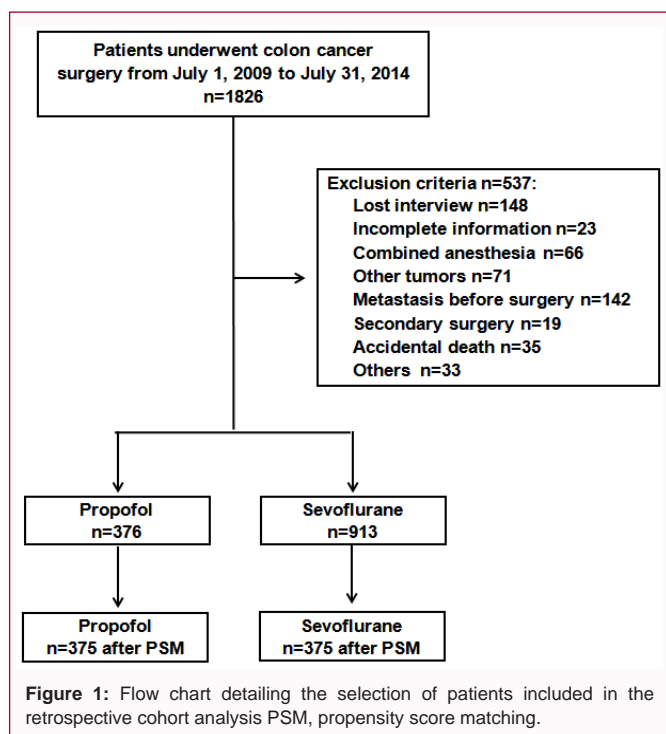 Patients underwent colon cancer
surgery from July 1, 2009 to July 31, 2014
n=1826
Exclusion criteria n=537:
Lost interview n=148
Incomplete information n=23
Combined anesthesia n=66
Other tumors n=71
Metastasis before surgery n=142
Secondary surgery n=19
Accidental death n=35
Others n=33
Propofol
n=376
Sevoflurane
n=913
Propofol
n=375 after PSM
Sevoflurane
n=375 after PSM
Figure 1: Flow chart detailing the selection of patients included in the
retrospective cohort analysis PSM, propensity score matching.